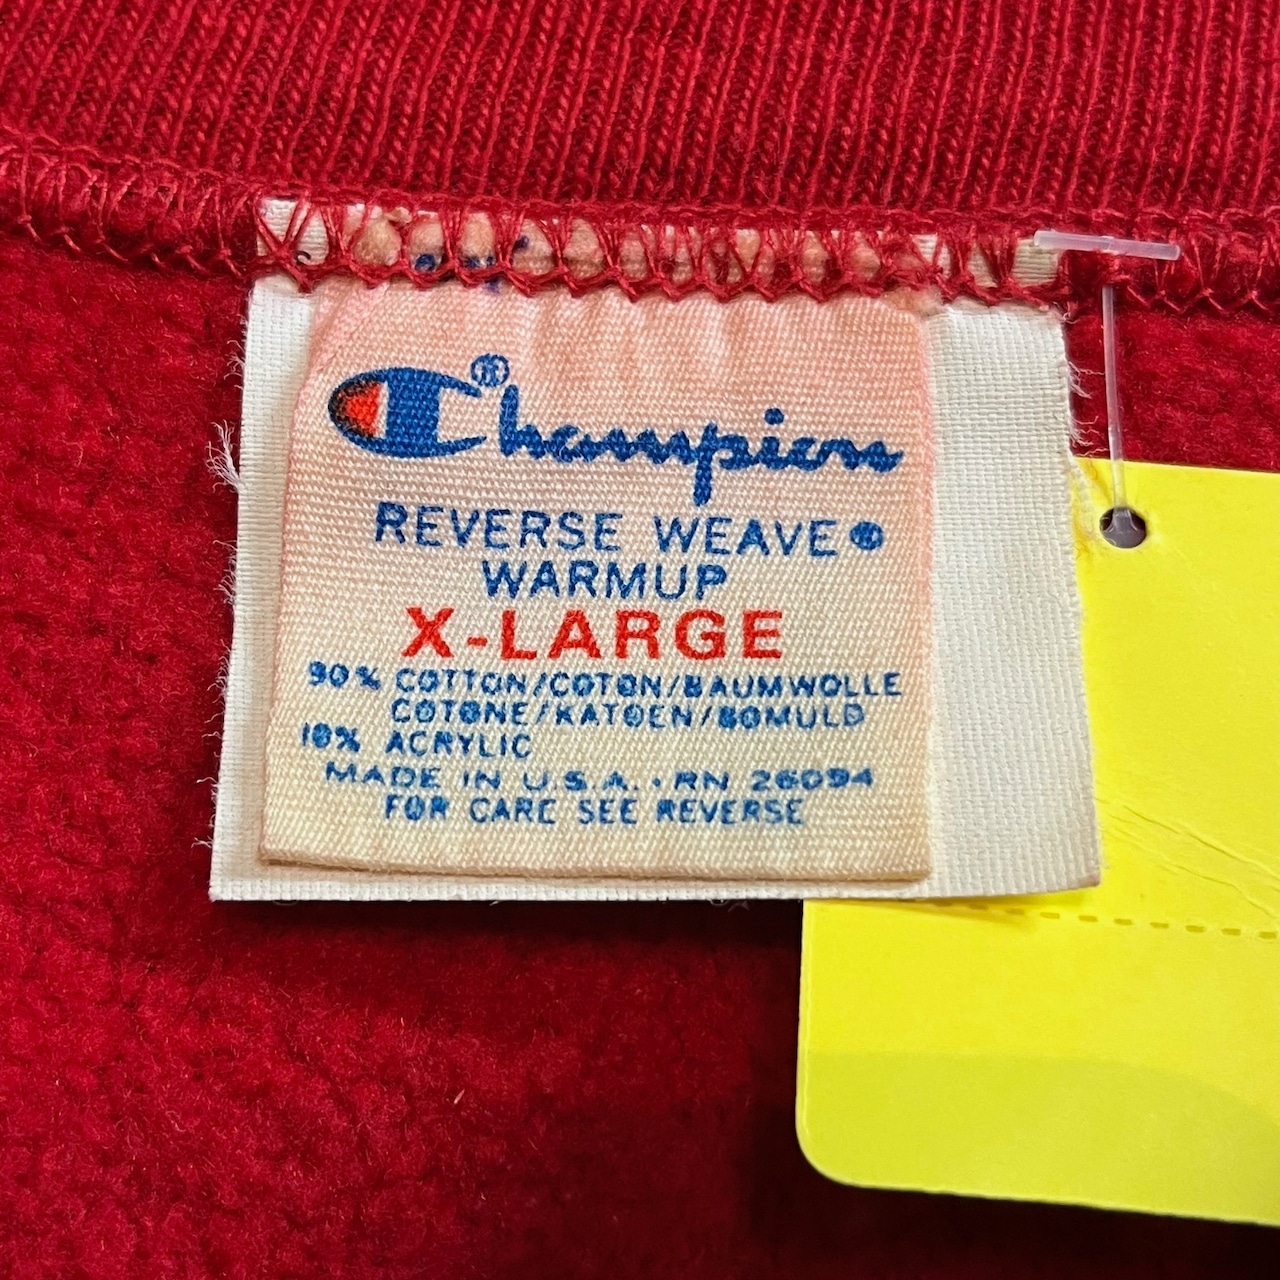 Champion®
REVERSE WEAVE®
WARMUP
X-LARGE
90% COTTON/COTON/BAUMWOLLE
COTONE/KATOEN/BOMULD
10% ACRYLIC
MADE IN U.S.A. · RN 26094
FOR CARE SEE REVERSE